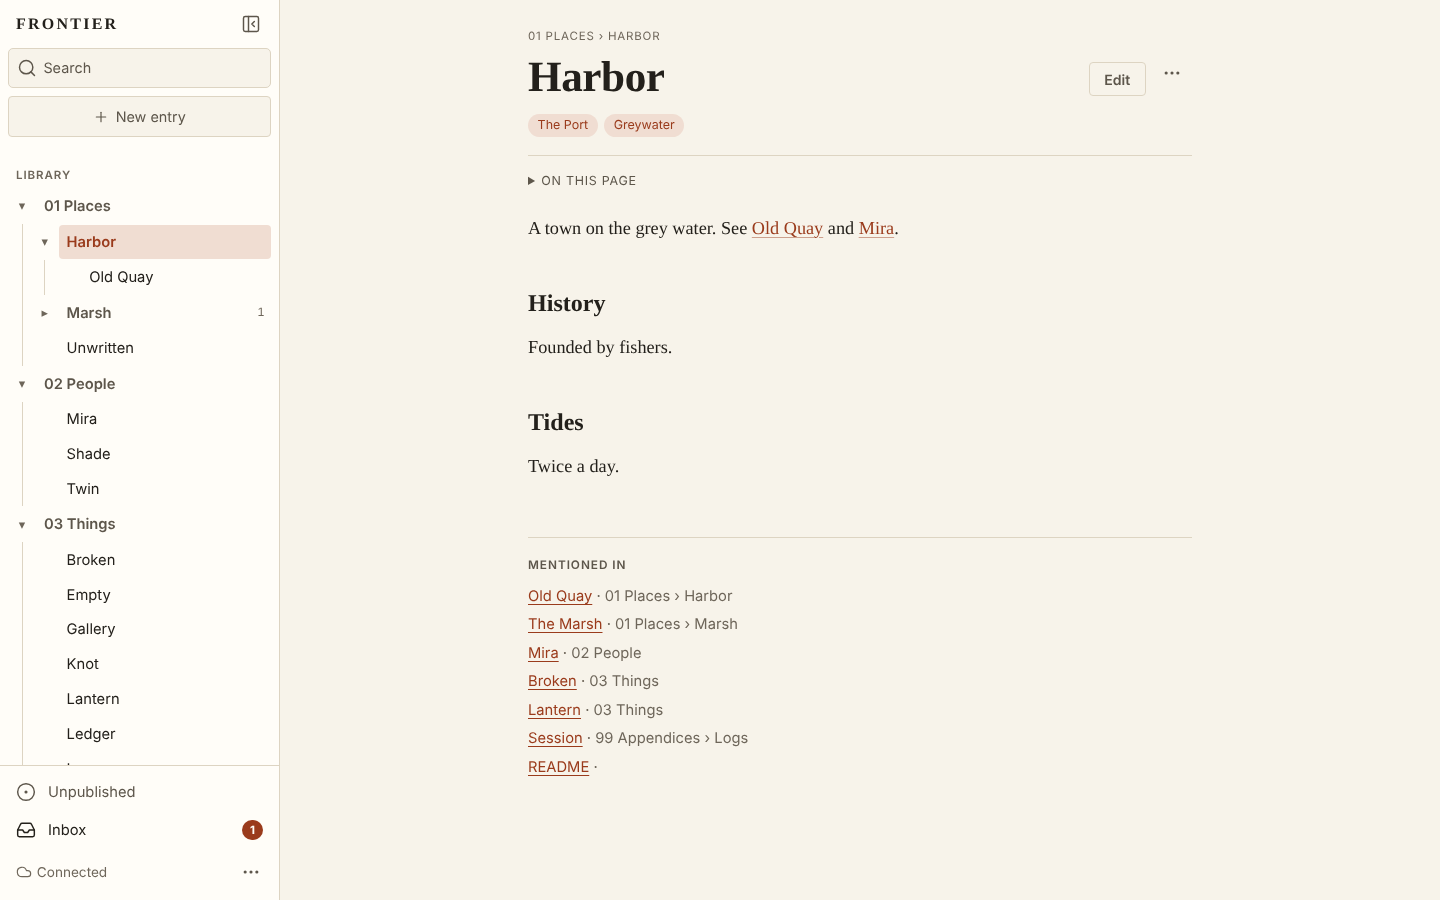 FRONTIER
Search
New entry
LIBRARY
01 Places
Harbor
Old Quay
Marsh 1
Unwritten
02 People
Mira
Shade
Twin
03 Things
Broken
Empty
Gallery
Knot
Lantern
Ledger
Unpublished
Inbox 1
Connected
01 PLACES › HARBOR
Harbor
Edit
The Port Greywater
ON THIS PAGE
A town on the grey water. See Old Quay and Mira.
History
Founded by fishers.
Tides
Twice a day.
MENTIONED IN
Old Quay · 01 Places › Harbor
The Marsh · 01 Places › Marsh
Mira · 02 People
Broken · 03 Things
Lantern · 03 Things
Session · 99 Appendices › Logs
README ·